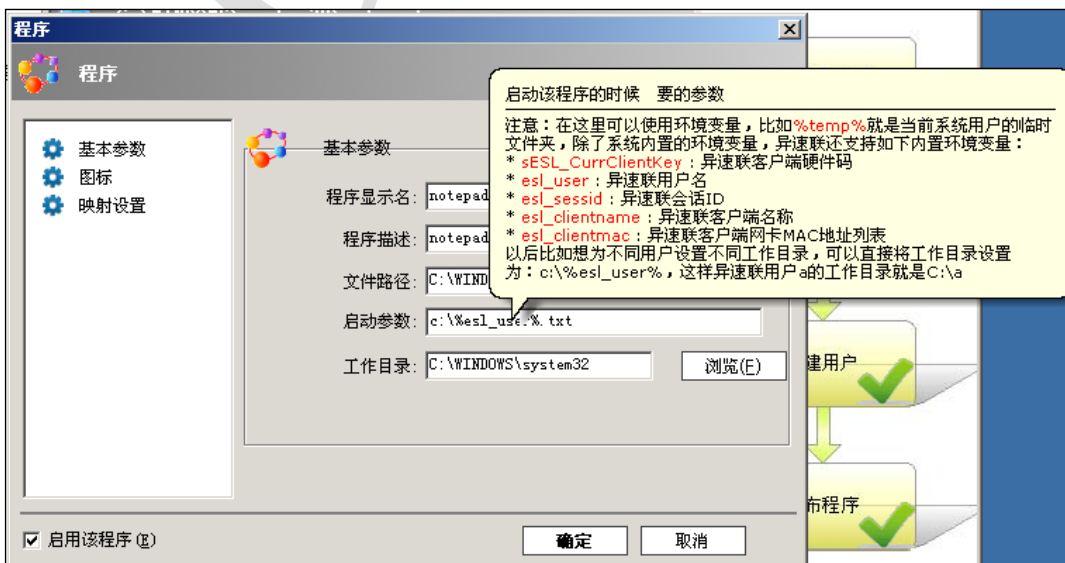 程序
程序
基本参数
图标
映射设置
基本参数
程序显示名: notepad
程序描述: notepad
文件路径: C:\WIND
启动参数: c:\%esl_user%.txt
工作目录: C:\WINDOWS\system32
浏览(F)
启用该程序(E)
确定
取消
启动该程序的时候 要的参数
注意：在这里可以使用环境变量，比如%temp%就是当前系统用户的临时
文件夹，除了系统内置的环境变量，异速联还支持如下内置环境变量：
* sESL_CurrClientKey：异速联客户端硬件码
* esl_user：异速联用户名
* esl_sessid：异速联会话ID
* esl_clientname：异速联客户端名称
* esl_clientmac：异速联客户端网卡MAC地址列表
以后比如想为不同用户设置不同工作目录，可以直接将工作目录设置
为：c:\%esl_user%，这样异速联用户a的工作目录就是C:\a
建用户
布程序